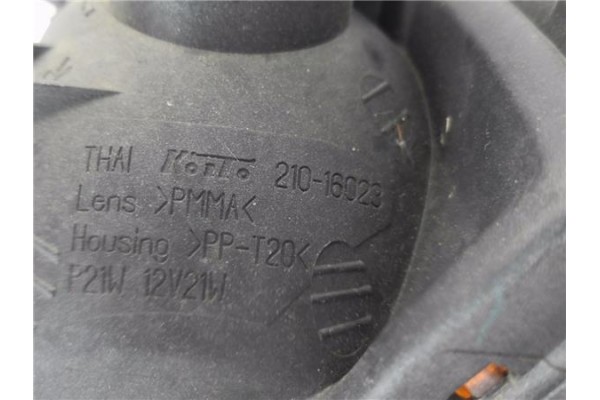 THAI KOITO 210-16023
Lens >PMMA<
Housing >PP-T20<
P21W 12V21W